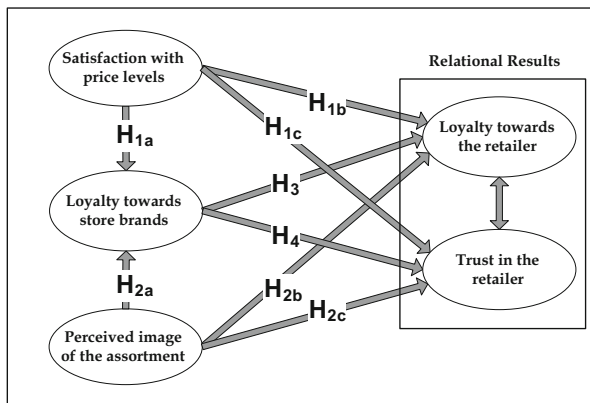 Satisfaction with
price levels
Relational Results
H1b
H1c
Loyalty towards
the retailer
H1a
H3
Loyalty towards
store brands
H4
Trust in the
retailer
H2a
H2b
H2c
Perceived image
of the assortment